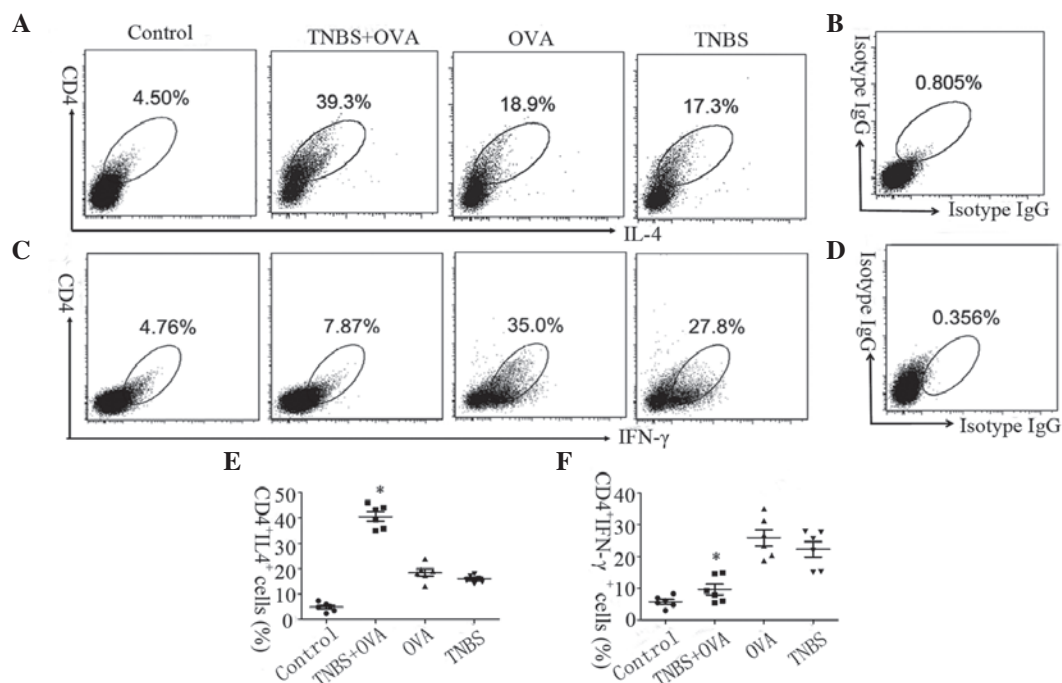 A
Control
TNBS+OVA
OVA
TNBS
B
CD4
4.50%
39.3%
18.9%
17.3%
IL-4
Isotype IgG
0.805%
Isotype IgG
C
CD4
4.76%
7.87%
35.0%
27.8%
IFN-γ
D
Isotype IgG
0.356%
Isotype IgG
E
CD4⁺IL4⁺
cells (%)
50
40
30
20
10
0
*
Control
TNBS+OVA
OVA
TNBS
F
CD4⁺IFN-γ
⁺ cells (%)
40
30
20
10
0
*
Control
TNBS+OVA
OVA
TNBS